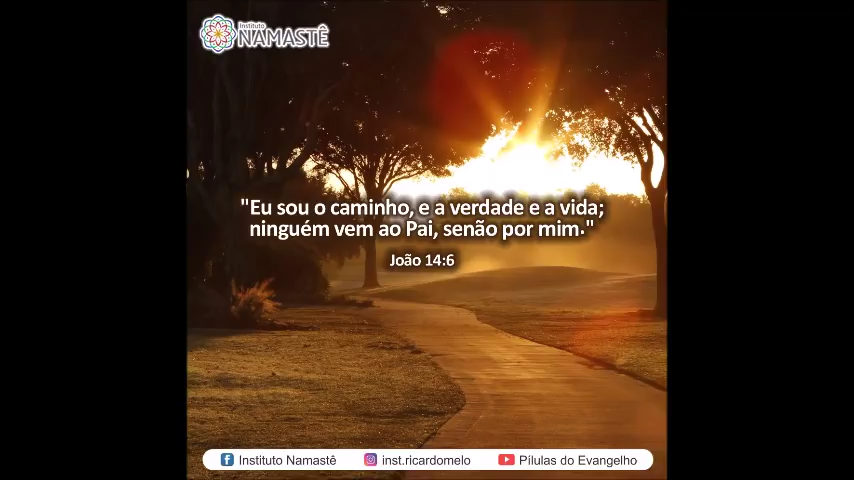 Instituto
NAMASTÊ
"Eu sou o caminho, e a verdade e a vida;
ninguém vem ao Pai, senão por mim."
João 14:6
Instituto Namastê inst.ricardomelo Pílulas do Evangelho